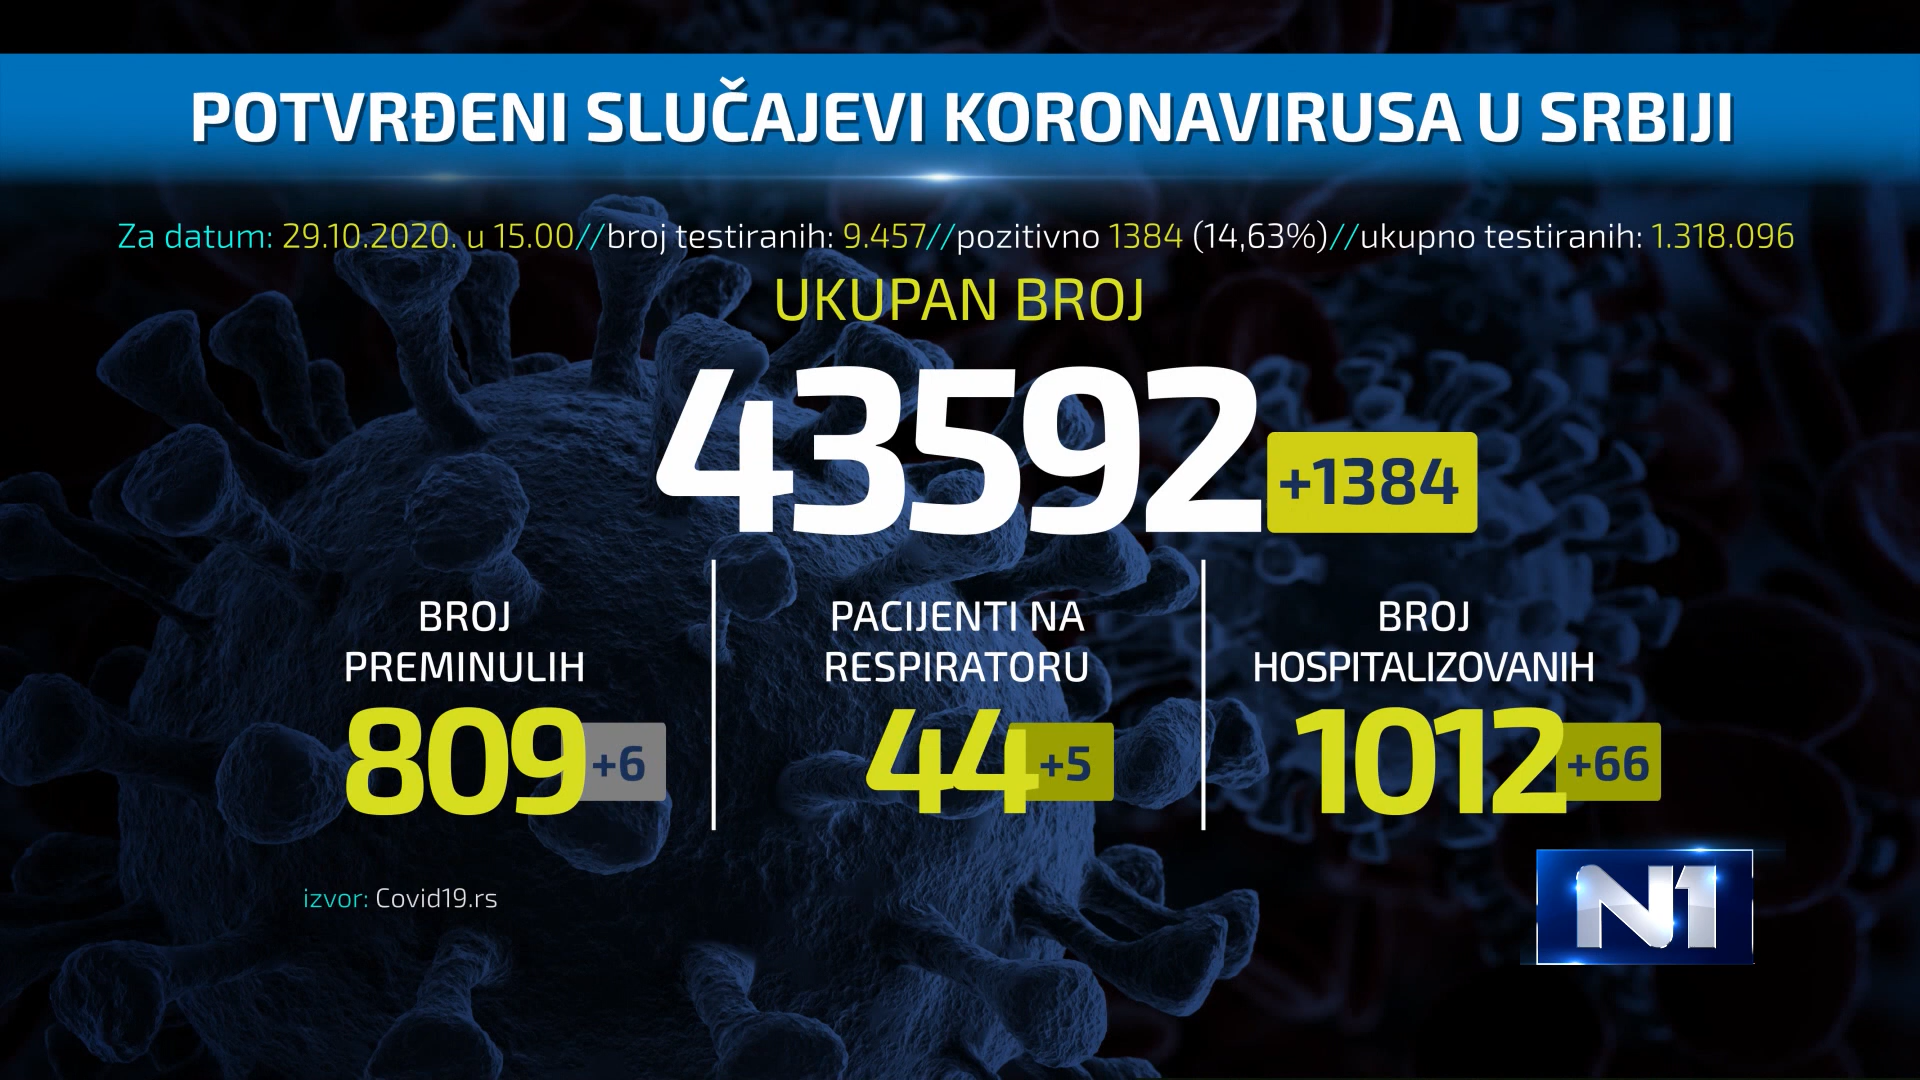 POTVRĐENI SLUČAJEVI KORONAVIRUSA U SRBIJI
Za datum: 29.10.2020. u 15.00//broj testiranih: 9.457//pozitivno 1384 (14,63%)//ukupno testiranih: 1.318.096
UKUPAN BROJ
43592
+1384
BROJ
PREMINULIH
809
+6
PACIJENTI NA
RESPIRATORU
44
+5
BROJ
HOSPITALIZOVANIH
1012
+66
izvor: Covid19.rs
N1